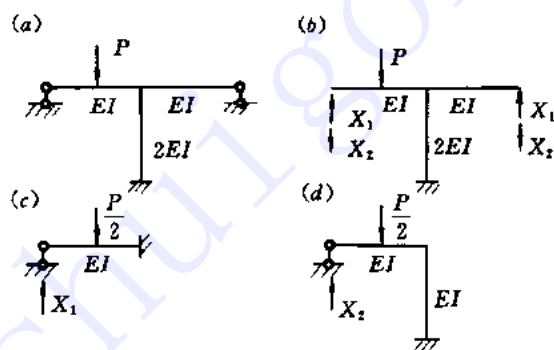 (a)
P
EI EI
2EI
(b)
P
EI EI
X₁ X₁
X₂ X₂
2EI
(c)
P/2
EI
X₁
(d)
P/2
EI
EI
X₂